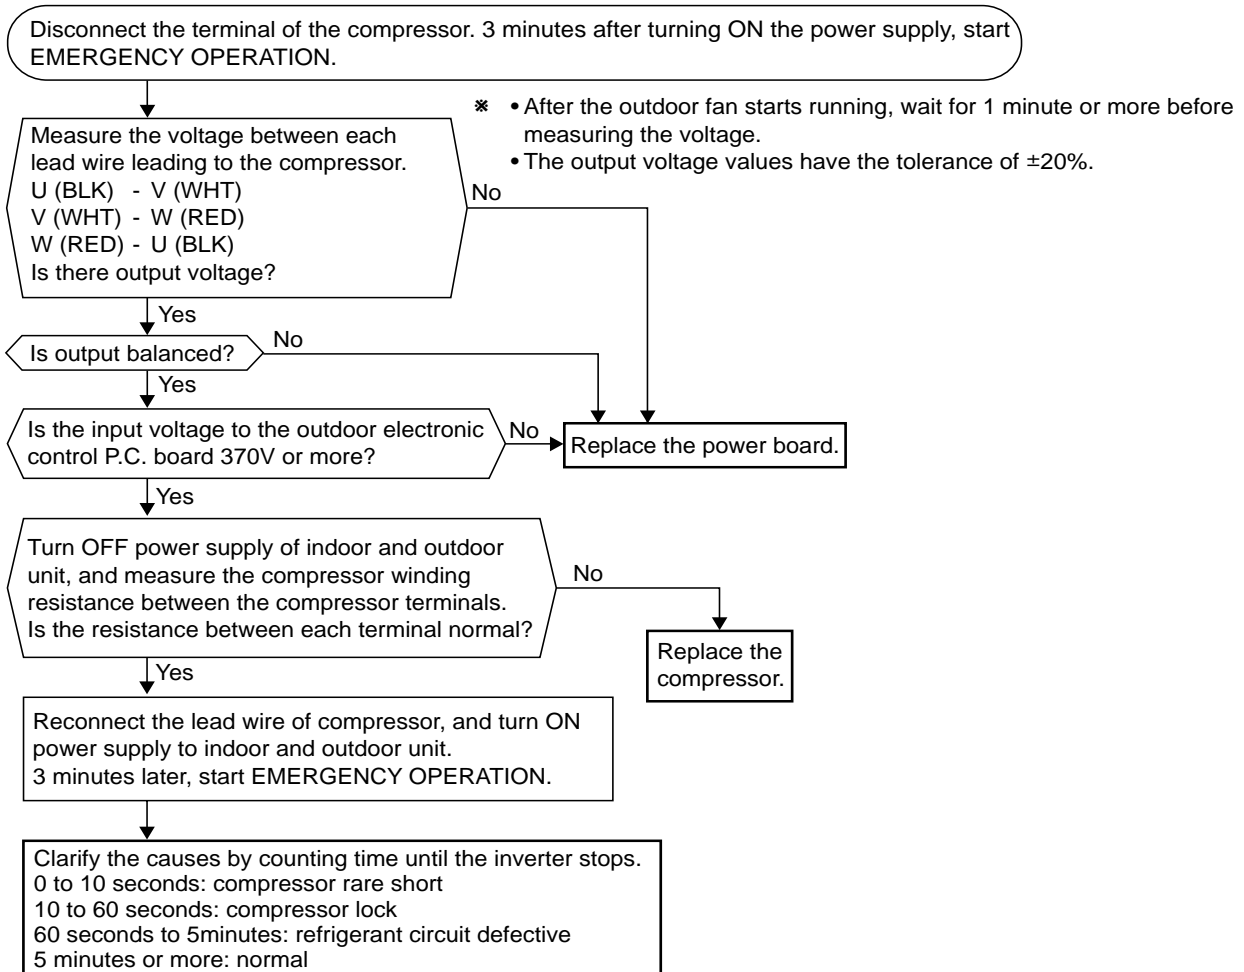 Disconnect the terminal of the compressor. 3 minutes after turning ON the power supply, start
EMERGENCY OPERATION.
※ • After the outdoor fan starts running, wait for 1 minute or more before
measuring the voltage.
• The output voltage values have the tolerance of ±20%.
Measure the voltage between each
lead wire leading to the compressor.
U (BLK) - V (WHT)
V (WHT) - W (RED)
W (RED) - U (BLK)
Is there output voltage?
No
Yes
Is output balanced?
No
Yes
Is the input voltage to the outdoor electronic
control P.C. board 370V or more?
No
Replace the power board.
Yes
Turn OFF power supply of indoor and outdoor
unit, and measure the compressor winding
resistance between the compressor terminals.
Is the resistance between each terminal normal?
No
Replace the
compressor.
Yes
Reconnect the lead wire of compressor, and turn ON
power supply to indoor and outdoor unit.
3 minutes later, start EMERGENCY OPERATION.
Clarify the causes by counting time until the inverter stops.
0 to 10 seconds: compressor rare short
10 to 60 seconds: compressor lock
60 seconds to 5minutes: refrigerant circuit defective
5 minutes or more: normal